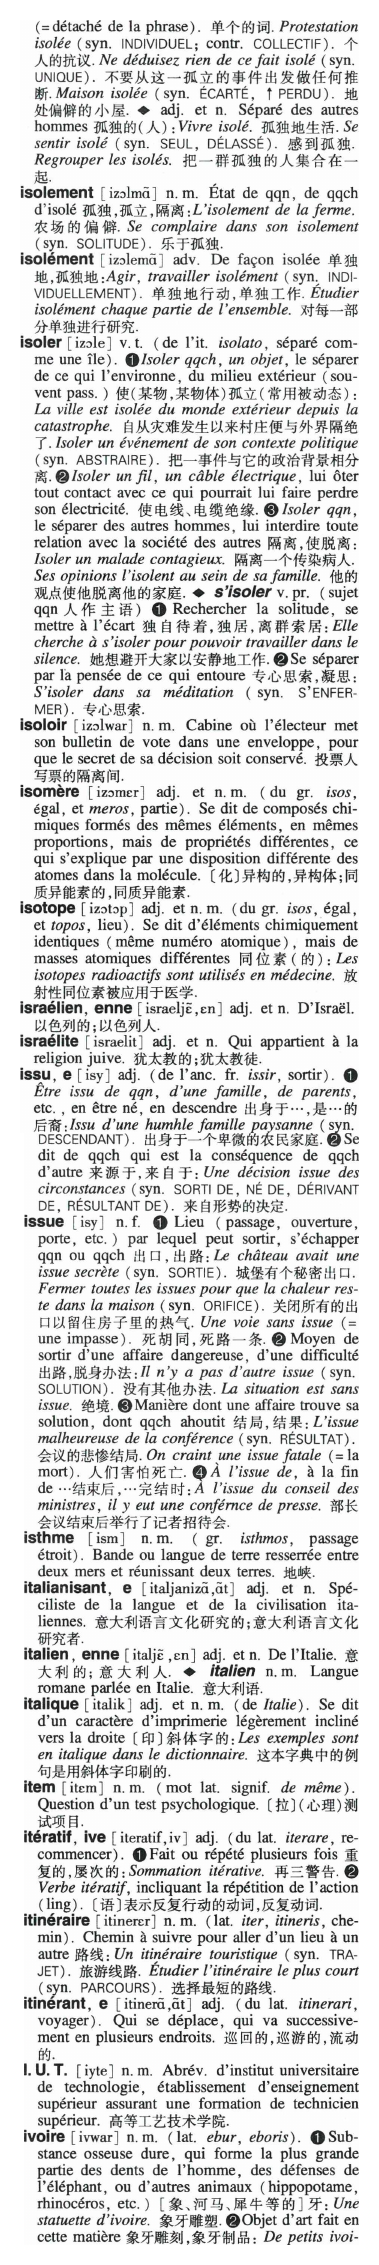 (=détaché de la phrase). 单个的词. Protestation
isolée (syn. INDIVIDUEL; contr. COLLECTIF). 个
人的抗议. Ne déduisez rien de ce fait isolé (syn.
UNIQUE). 不要从这一孤立的事件出发做任何推
断. Maison isolée (syn. ÉCARTÉ, ↑ PERDU). 地
处偏僻的小屋. ◆ adj. et n. Séparé des autres
hommes 孤独的(人):Vivre isolé. 孤独地生活. Se
sentir isolé (syn. SEUL, DÉLASSÉ). 感到孤独.
Regrouper les isolés. 把一群孤独的人集合在一
起.
isolement [izɔlmɑ̃] n. m. État de qqn, de qqch
d'isolé 孤独,孤立,隔离:L'isolement de la ferme.
农场的偏僻. Se complaire dans son isolement
(syn. SOLITUDE). 乐于孤独.
isolément [izɔlemɑ̃] adv. De façon isolée 单独
地,孤独地:Agir, travailler isolément (syn. INDI-
VIDUELLEMENT). 单独地行动,单独工作. Étudier
isolément chaque partie de l'ensemble. 对每一部
分单独进行研究.
isoler [izɔle] v. t. (de l'it. isolato, séparé com-
me une île). ❶Isoler qqch, un objet, le séparer
de ce qui l'environne, du milieu extérieur (sou-
vent pass.) 使(某物,某物体)孤立(常用被动态):
La ville est isolée du monde extérieur depuis la
catastrophe. 自从灾难发生以来村庄便与外界隔绝
了. Isoler un événement de son contexte politique
(syn. ABSTRAIRE). 把一事件与它的政治背景相分
离. ❷Isoler un fil, un câble électrique, lui ôter
tout contact avec ce qui pourrait lui faire perdre
son électricité. 使电线、电缆绝缘. ❸Isoler qqn,
le séparer des autres hommes, lui interdire toute
relation avec la société des autres 隔离,使脱离:
Isoler un malade contagieux. 隔离一个传染病人.
Ses opinions l'isolent au sein de sa famille. 他的
观点使他脱离他的家庭. ◆ s'isoler v. pr. (sujet
qqn 人作主语) ❶ Rechercher la solitude, se
mettre à l'écart 独自待着,独居,离群索居:Elle
cherche à s'isoler pour pouvoir travailler dans le
silence. 她想避开大家以安静地工作. ❷Se séparer
par la pensée de ce qui entoure 专心思索,凝思:
S'isoler dans sa méditation (syn. S'ENFER-
MER). 专心思索.
isoloir [izɔlwar] n. m. Cabine où l'électeur met
son bulletin de vote dans une enveloppe, pour
que le secret de sa décision soit conservé. 投票人
写票的隔离间.
isomère [izɔmɛr] adj. et n. m. (du gr. isos,
égal, et meros, partie). Se dit de composés chi-
miques formés des mêmes éléments, en mêmes
proportions, mais de propriétés différentes, ce
qui s'explique par une disposition différente des
atomes dans la molécule. 〔化〕异构的,异构体;同
质异能素的,同质异能素.
isotope [izɔtɔp] adj. et n. m. (du gr. isos, égal,
et topos, lieu). Se dit d'éléments chimiquement
identiques (même numéro atomique), mais de
masses atomiques différentes 同位素(的):Les
isotopes radioactifs sont utilisés en médecine. 放
射性同位素被应用于医学.
israélien, enne [israeljɛ̃,ɛn] adj. et n. D'Israël.
以色列的;以色列人.
israélite [israelit] adj. et n. Qui appartient à la
religion juive. 犹太教的;犹太教徒.
issu, e [isy] adj. (de l'anc. fr. issir, sortir). ❶
Être issu de qqn, d'une famille, de parents,
etc., en être né, en descendre 出身于…,是…的
后裔:Issu d'une humhle famille paysanne (syn.
DESCENDANT). 出身于一个卑微的农民家庭. ❷Se
dit de qqch qui est la conséquence de qqch
d'autre 来源于,来自于:Une décision issue des
circonstances (syn. SORTI DE, NÉ DE, DÉRIVANT
DE, RÉSULTANT DE). 来自形势的决定.
issue [isy] n. f. ❶ Lieu (passage, ouverture,
porte, etc.) par lequel peut sortir, s'échapper
qqn ou qqch 出口,出路:Le château avait une
issue secrète (syn. SORTIE). 城堡有个秘密出口.
Fermer toutes les issues pour que la chaleur res-
te dans la maison (syn. ORIFICE). 关闭所有的出
口以留住房子里的热气. Une voie sans issue (=
une impasse). 死胡同,死路一条. ❷ Moyen de
sortir d'une affaire dangereuse, d'une difficulté
出路,脱身办法:Il n'y a pas d'autre issue (syn.
SOLUTION). 没有其他办法. La situation est sans
issue. 绝境. ❸Manière dont une affaire trouve sa
solution, dont qqch ahoutit 结局,结果:L'issue
malheureuse de la conférence (syn. RÉSULTAT).
会议的悲惨结局. On craint une issue fatale (=la
mort). 人们害怕死亡. ❹À l'issue de, à la fin
de …结束后,…完结时:À l'issue du conseil des
ministres, il y eut une confèrnce de presse. 部长
会议结束后举行了记者招待会.
isthme [ism] n. m. (gr. isthmos, passage
étroit). Bande ou langue de terre resserrée entre
deux mers et réunissant deux terres. 地峡.
italianisant, e [italjanizɑ̃,ɑ̃t] adj. et n. Spé-
ciliste de la langue et de la civilisation ita-
liennes. 意大利语言文化研究的;意大利语言文化
研究者.
italien, enne [italjɛ̃,ɛn] adj. et n. De l'Italie. 意
大利的;意大利人. ◆ italien n. m. Langue
romane parlée en Italie. 意大利语.
italique [italik] adj. et n. m. (de Italie). Se dit
d'un caractère d'imprimerie légèrement incliné
vers la droite 〔印〕斜体字的:Les exemples sont
en italique dans le dictionnaire. 这本字典中的例
句是用斜体字印刷的.
item [itɛm] n. m. (mot lat. signif. de même).
Question d'un test psychologique. 〔拉〕(心理)测
试项目.
itératif, ive [iteratif,iv] adj. (du lat. iterare, re-
commencer). ❶Fait ou répété plusieurs fois 重
复的,屡次的:Sommation itérative. 再三警告. ❷
Verbe itératif, incliquant la répétition de l'action
(ling). 〔语〕表示反复行动的动词,反复动词.
itinéraire [itinerɛr] n. m. (lat. iter, itineris, che-
min). Chemin à suivre pour aller d'un lieu à un
autre 路线:Un itinéraire touristique (syn. TRA-
JET). 旅游线路. Étudier l'itinéraire le plus court
(syn. PARCOURS). 选择最短的路线.
itinérant, e [itinerɑ̃,ɑ̃t] adj. (du lat. itinerari,
voyager). Qui se déplace, qui va successive-
ment en plusieurs endroits. 巡回的,巡游的,流动
的.
I. U. T. [iyte] n. m. Abrév. d'institut universitaire
de technologie, établissement d'enseignement
supérieur assurant une formation de technicien
supérieur. 高等工艺技术学院.
ivoire [ivwar] n. m. (lat. ebur, eboris). ❶Sub-
stance osseuse dure, qui forme la plus grande
partie des dents de l'homme, des défenses de
l'éléphant, ou d'autres animaux (hippopotame,
rhinocéros, etc.) [象、河马、犀牛等的]牙:Une
statuette d'ivoire. 象牙雕塑. ❷Objet d'art fait en
cette matière 象牙雕刻,象牙制品: De petits ivoi-